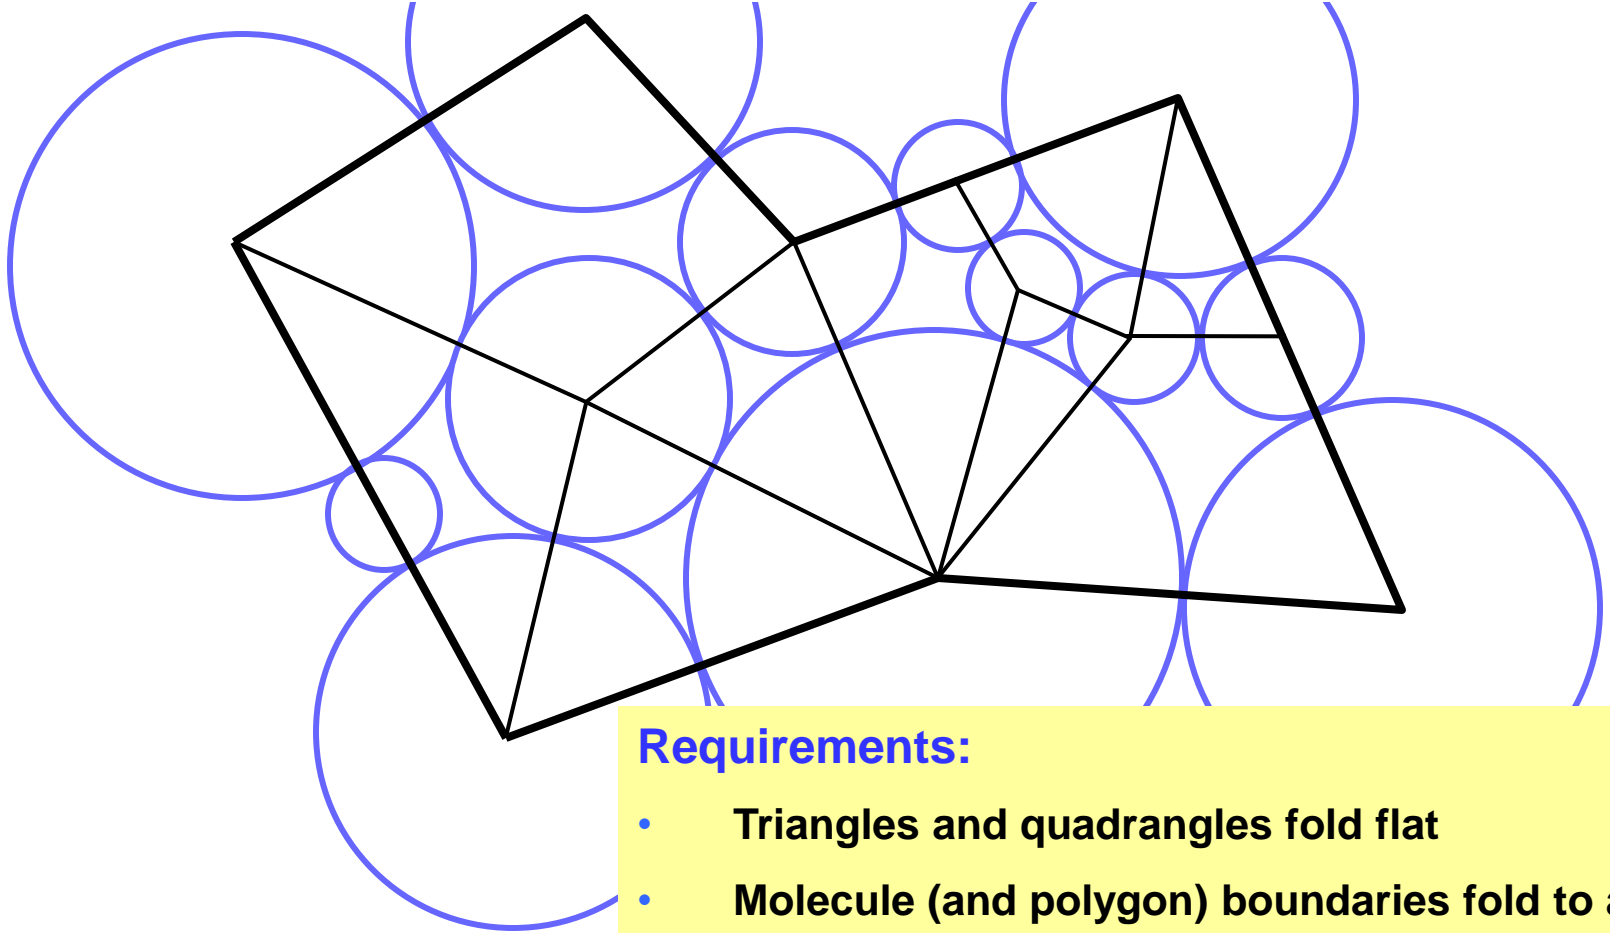 Requirements:
• Triangles and quadrangles fold flat
• Molecule (and polygon) boundaries fold to